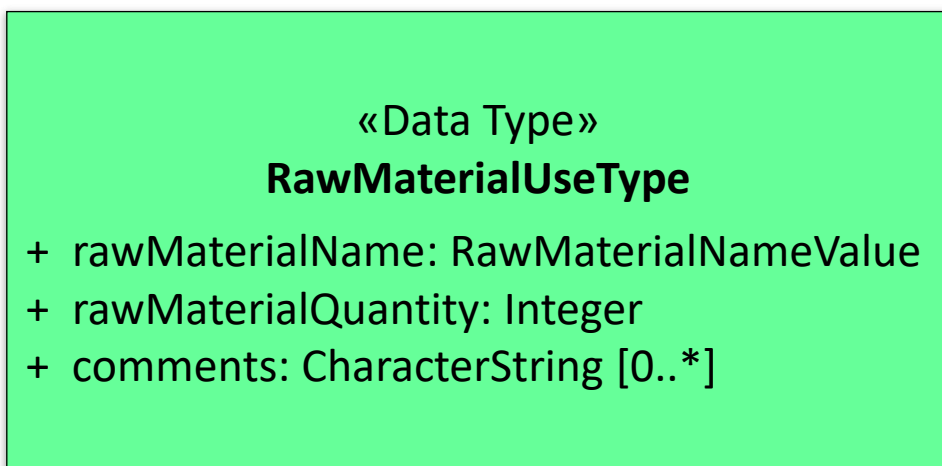 «Data Type»
RawMaterialUseType
+ rawMaterialName: RawMaterialNameValue
+ rawMaterialQuantity: Integer
+ comments: CharacterString [0..*]